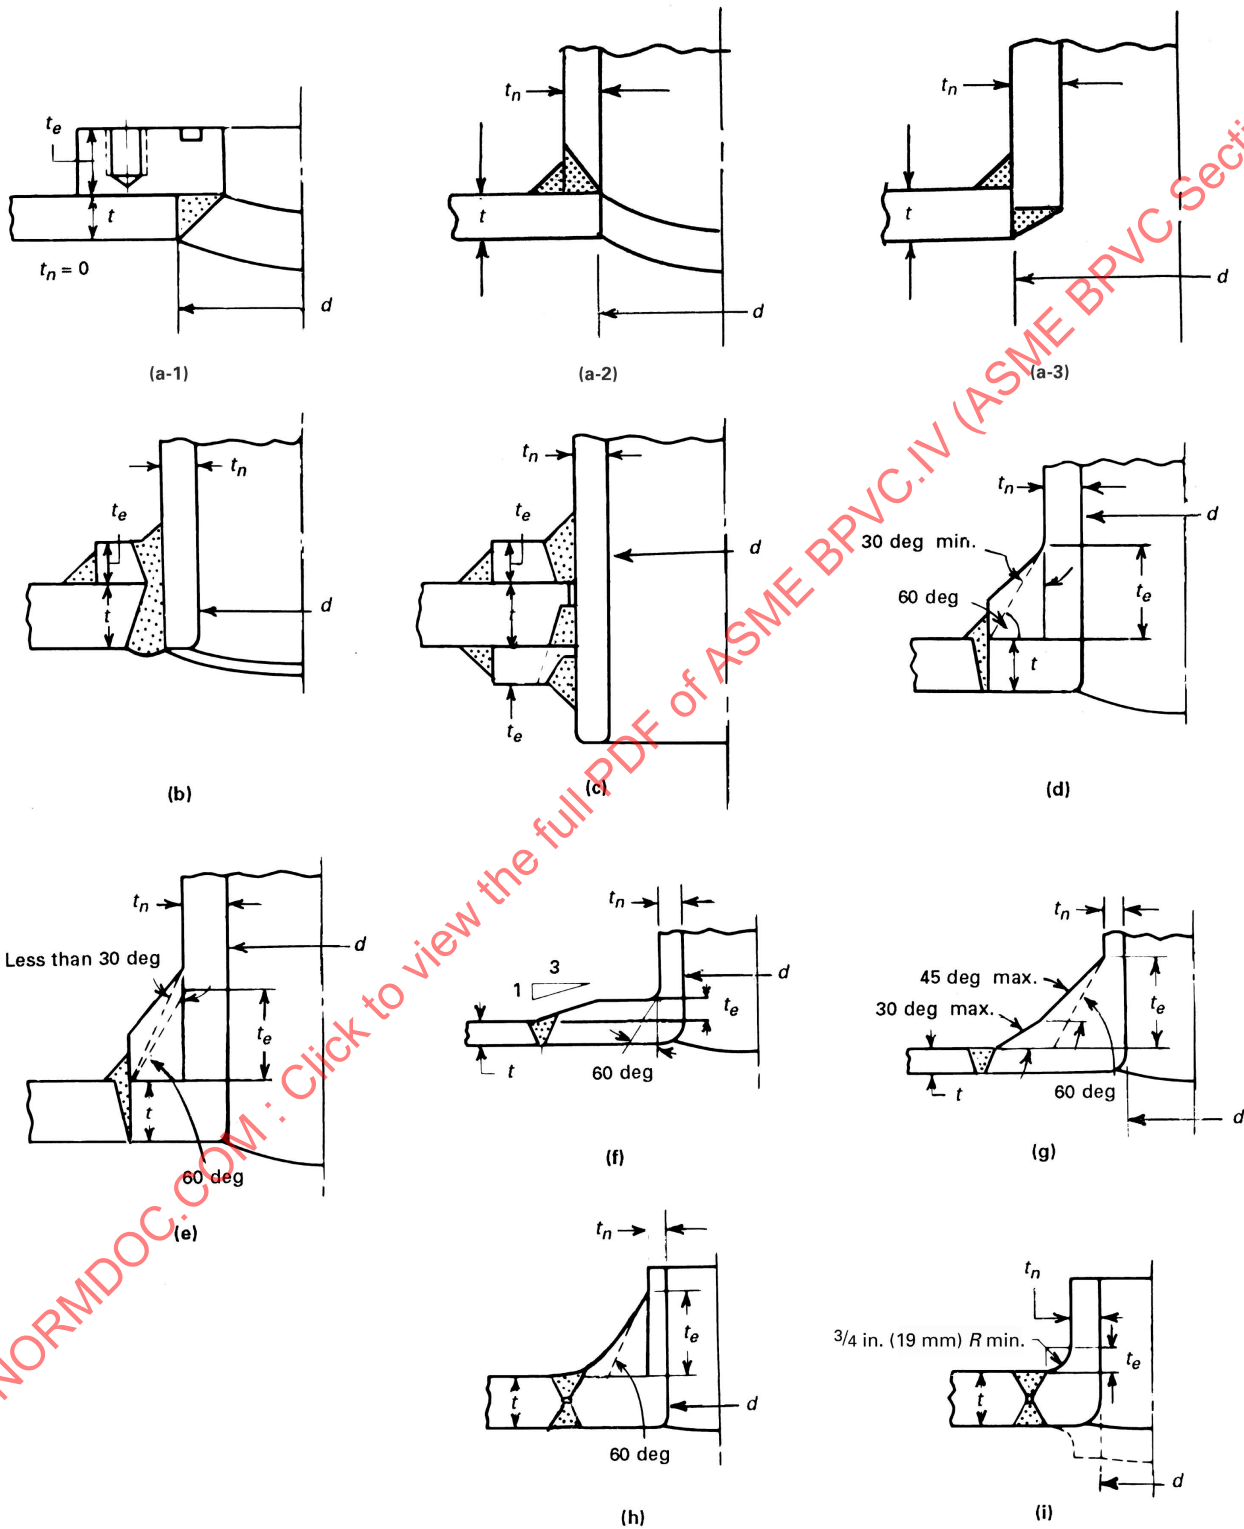 te
t
tn = 0
d
(a-1)
tn
t
d
(a-2)
tn
t
d
(a-3)
tn
te
t
d
(b)
tn
te
t
d
te
(c)
tn
d
30 deg min.
60 deg
te
t
(d)
tn
d
Less than 30 deg
te
t
60 deg
(e)
tn
3
1
d
te
t
60 deg
(f)
tn
45 deg max.
30 deg max.
te
t
60 deg
d
(g)
tn
te
t
d
60 deg
(h)
tn
3/4 in. (19 mm) R min.
te
t
d
(i)
NORMDOC.COM : Click to view the full PDF of ASME BPVC.IV (ASME BPVC Secti